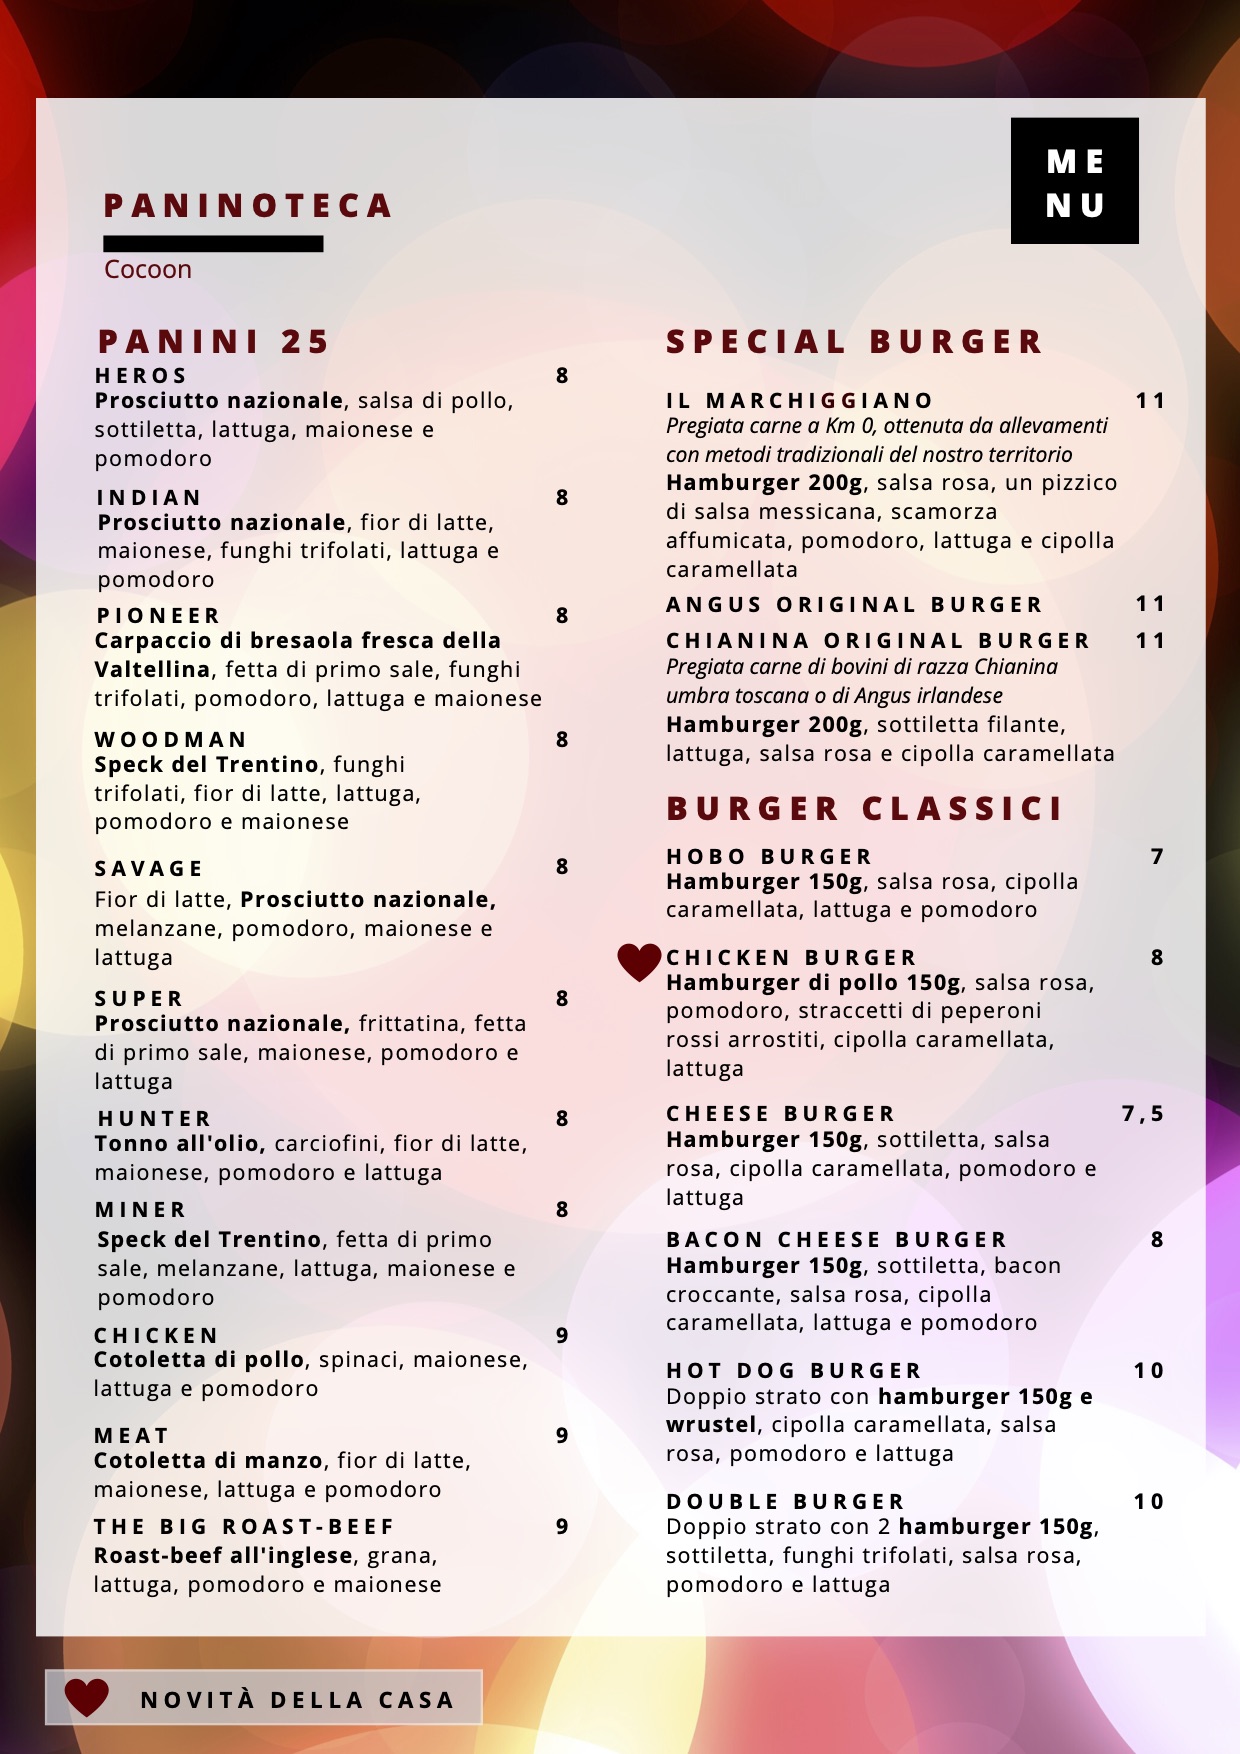 ME
NU
PANINOTECA
Cocoon
PANINI 25
HEROS 8
Prosciutto nazionale, salsa di pollo,
sottiletta, lattuga, maionese e
pomodoro
INDIAN 8
Prosciutto nazionale, fior di latte,
maionese, funghi trifolati, lattuga e
pomodoro
PIONEER 8
Carpaccio di bresaola fresca della
Valtellina, fetta di primo sale, funghi
trifolati, pomodoro, lattuga e maionese
WOODMAN 8
Speck del Trentino, funghi
trifolati, fior di latte, lattuga,
pomodoro e maionese
SAVAGE 8
Fior di latte, Prosciutto nazionale,
melanzane, pomodoro, maionese e
lattuga
SUPER 8
Prosciutto nazionale, frittatina, fetta
di primo sale, maionese, pomodoro e
lattuga
HUNTER 8
Tonno all'olio, carciofini, fior di latte,
maionese, pomodoro e lattuga
MINER 8
Speck del Trentino, fetta di primo
sale, melanzane, lattuga, maionese e
pomodoro
CHICKEN 9
Cotoletta di pollo, spinaci, maionese,
lattuga e pomodoro
MEAT 9
Cotoletta di manzo, fior di latte,
maionese, lattuga e pomodoro
THE BIG ROAST-BEEF 9
Roast-beef all'inglese, grana,
lattuga, pomodoro e maionese
SPECIAL BURGER
IL MARCHIGGIANO 11
Pregiata carne a Km 0, ottenuta da allevamenti
con metodi tradizionali del nostro territorio
Hamburger 200g, salsa rosa, un pizzico
di salsa messicana, scamorza
affumicata, pomodoro, lattuga e cipolla
caramellata
ANGUS ORIGINAL BURGER 11
CHIANINA ORIGINAL BURGER 11
Pregiata carne di bovini di razza Chianina
umbra toscana o di Angus irlandese
Hamburger 200g, sottiletta filante,
lattuga, salsa rosa e cipolla caramellata
BURGER CLASSICI
HOBO BURGER 7
Hamburger 150g, salsa rosa, cipolla
caramellata, lattuga e pomodoro
CHICKEN BURGER 8
Hamburger di pollo 150g, salsa rosa,
pomodoro, straccetti di peperoni
rossi arrostiti, cipolla caramellata,
lattuga
CHEESE BURGER 7,5
Hamburger 150g, sottiletta, salsa
rosa, cipolla caramellata, pomodoro e
lattuga
BACON CHEESE BURGER 8
Hamburger 150g, sottiletta, bacon
croccante, salsa rosa, cipolla
caramellata, lattuga e pomodoro
HOT DOG BURGER 10
Doppio strato con hamburger 150g e
wrustel, cipolla caramellata, salsa
rosa, pomodoro e lattuga
DOUBLE BURGER 10
Doppio strato con 2 hamburger 150g,
sottiletta, funghi trifolati, salsa rosa,
pomodoro e lattuga
NOVITÀ DELLA CASA